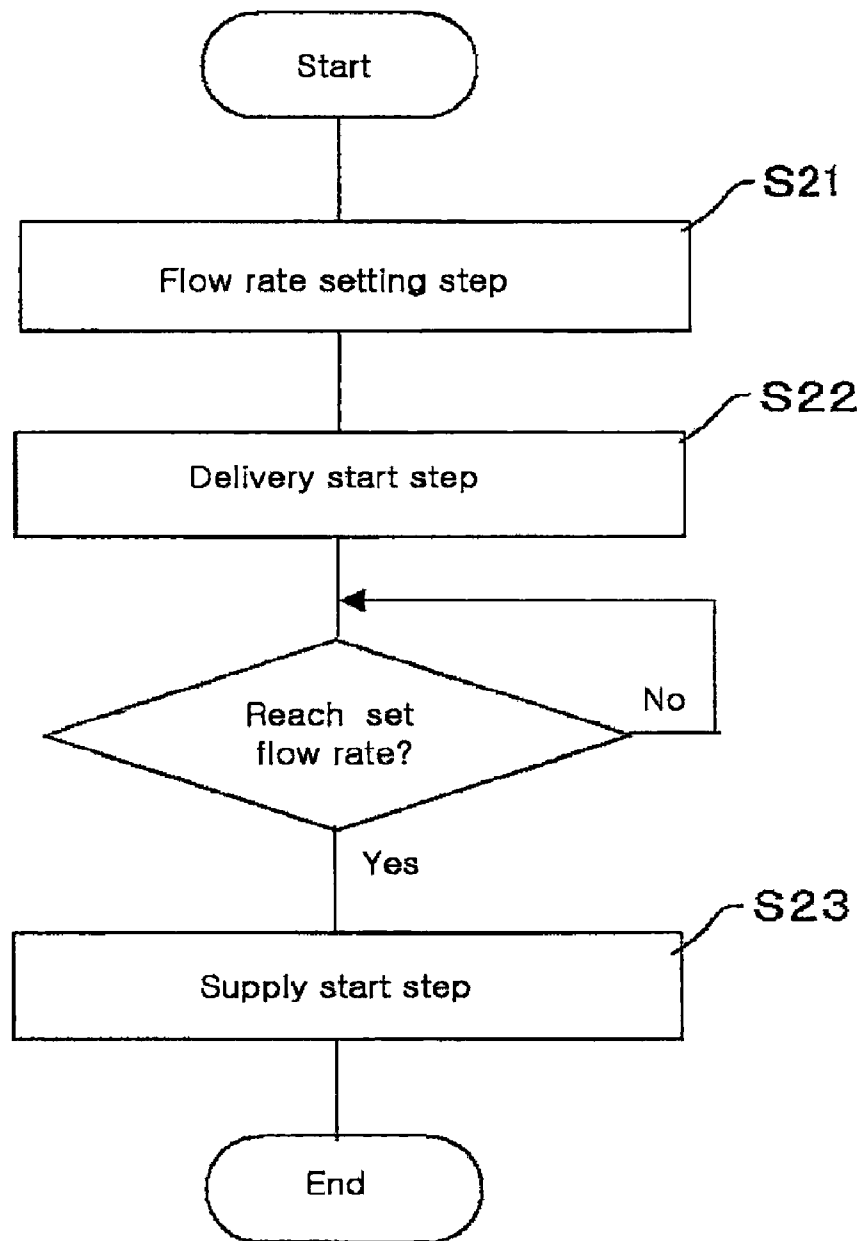 Start
S21
Flow rate setting step
S22
Delivery start step
Reach set
flow rate?
No
Yes
S23
Supply start step
End